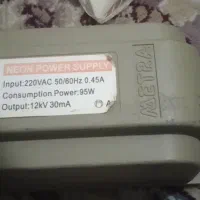 NEON POWER SUPPLY
Input:220VAC 50/60Hz 0.45A
Consumption Power:95W
Output:12kV 30mA
METRA